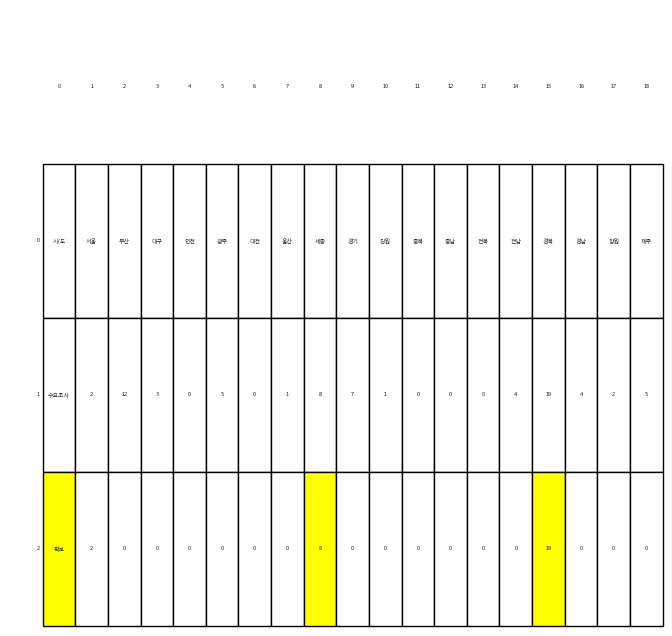 0 1 2 3 4 5 6 7 8 9 10 11 12 13 14 15 16 17 18
0 시/도 서울 부산 대구 인천 광주 대전 울산 세종 경기 강원 충북 충남 전북 전남 경북 경남 강원 제주
1 수요조사 2 12 3 0 5 0 1 8 7 1 0 0 0 4 19 4 2 5
2 확보 2 0 0 0 0 0 0 8 0 0 0 0 0 0 19 0 0 0